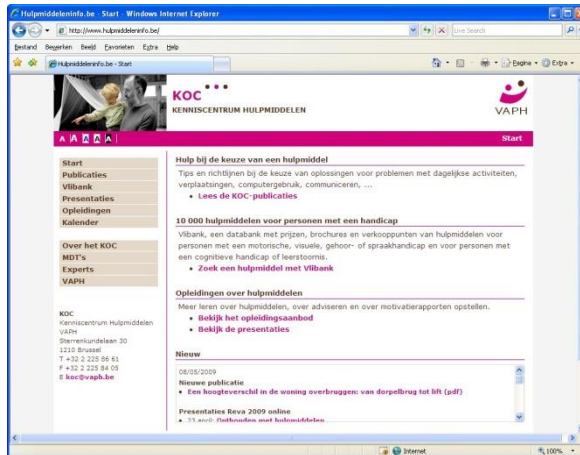 Hulpmiddeleninfo.be - Start - Windows Internet Explorer
http://www.hulpmiddeleninfo.be/
Live Search
Bestand Bewerken Beeld Favorieten Extra Help
Hulpmiddeleninfo.be - Start
Pagina
Extra
KOC
KENNISCENTRUM HULPMIDDELEN
VAPH
A A A A A
Start
Start
Publicaties
Vlibank
Presentaties
Opleidingen
Kalender
Over het KOC
MDT's
Experts
VAPH
KOC
Kenniscentrum Hulpmiddelen
VAPH
Sterrenkundelaan 30
1210 Brussel
T +32 2 225 86 61
F +32 2 225 84 05
E koc@vaph.be
Hulp bij de keuze van een hulpmiddel
Tips en richtlijnen bij de keuze van oplossingen voor problemen met dagelijkse activiteiten,
verplaatsingen, computergebruik, communiceren, ...
• Lees de KOC-publicaties
10 000 hulpmiddelen voor personen met een handicap
Vlibank, een databank met prijzen, brochures en verkooppunten van hulpmiddelen voor
personen met een motorische, visuele, gehoor- of spraakhandicap en voor personen met
een cognitieve handicap of leerstoornis.
• Zoek een hulpmiddel met Vlibank
Opleidingen over hulpmiddelen
Meer leren over hulpmiddelen, over adviseren en over motivatierapporten opstellen.
• Bekijk het opleidingsaanbod
• Bekijk de presentaties
Nieuw
08/05/2009
Nieuwe publicatie
• Een hoogteverschil in de woning overbruggen: van dorpelbrug tot lift (pdf)
Presentaties Reva 2009 online
• 23 april: Onthouden met hulpmiddelen
Internet
100%